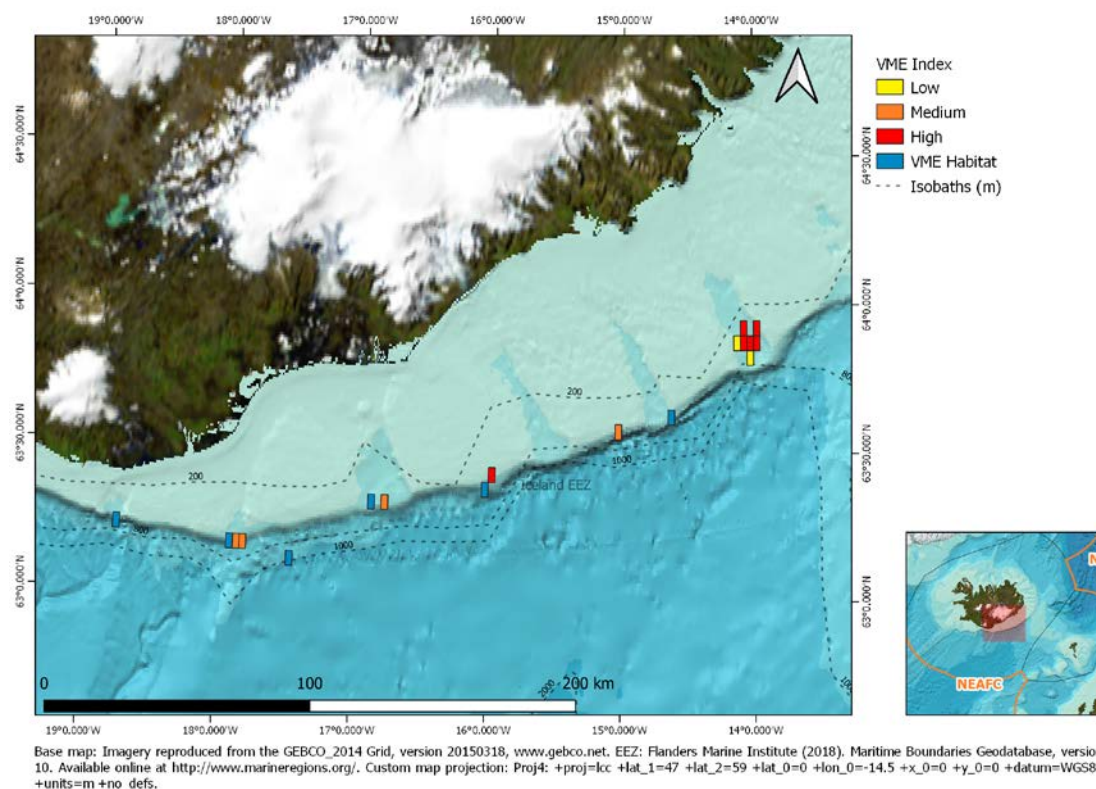 19°0.000'W 18°0.000'W 17°0.000'W 16°0.000'W 15°0.000'W 14°0.000'W
VME Index
Low
Medium
High
VME Habitat
Isobaths (m)
64°30.000'N
64°30.000'N
64°0.000'N
64°0.000'N
63°30.000'N
63°30.000'N
63°0.000'N
63°0.000'N
200
200
1000
1000
2000
Iceland EEZ
0 100 200 km
NEAFC
N
19°0.000'W 18°0.000'W 17°0.000'W 16°0.000'W 15°0.000'W 14°0.000'W
Base map: Imagery reproduced from the GEBCO_2014 Grid, version 20150318, www.gebco.net. EEZ: Flanders Marine Institute (2018). Maritime Boundaries Geodatabase, versio
10. Available online at http://www.marineregions.org/. Custom map projection: Proj4: +proj=lcc +lat_1=47 +lat_2=59 +lat_0=0 +lon_0=-14.5 +x_0=0 +y_0=0 +datum=WGS8
+units=m +no_defs.